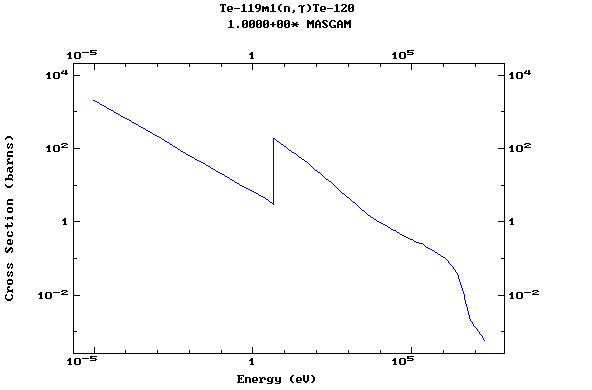 Te-119m1(n,γ)Te-120
1.0000+00* MASGAM
10⁻⁵ 1 10⁵
10⁴ 10⁴
10² 10²
1 1
10⁻² 10⁻²
Cross Section (barns)
10⁻⁵ 1 10⁵
Energy (eV)